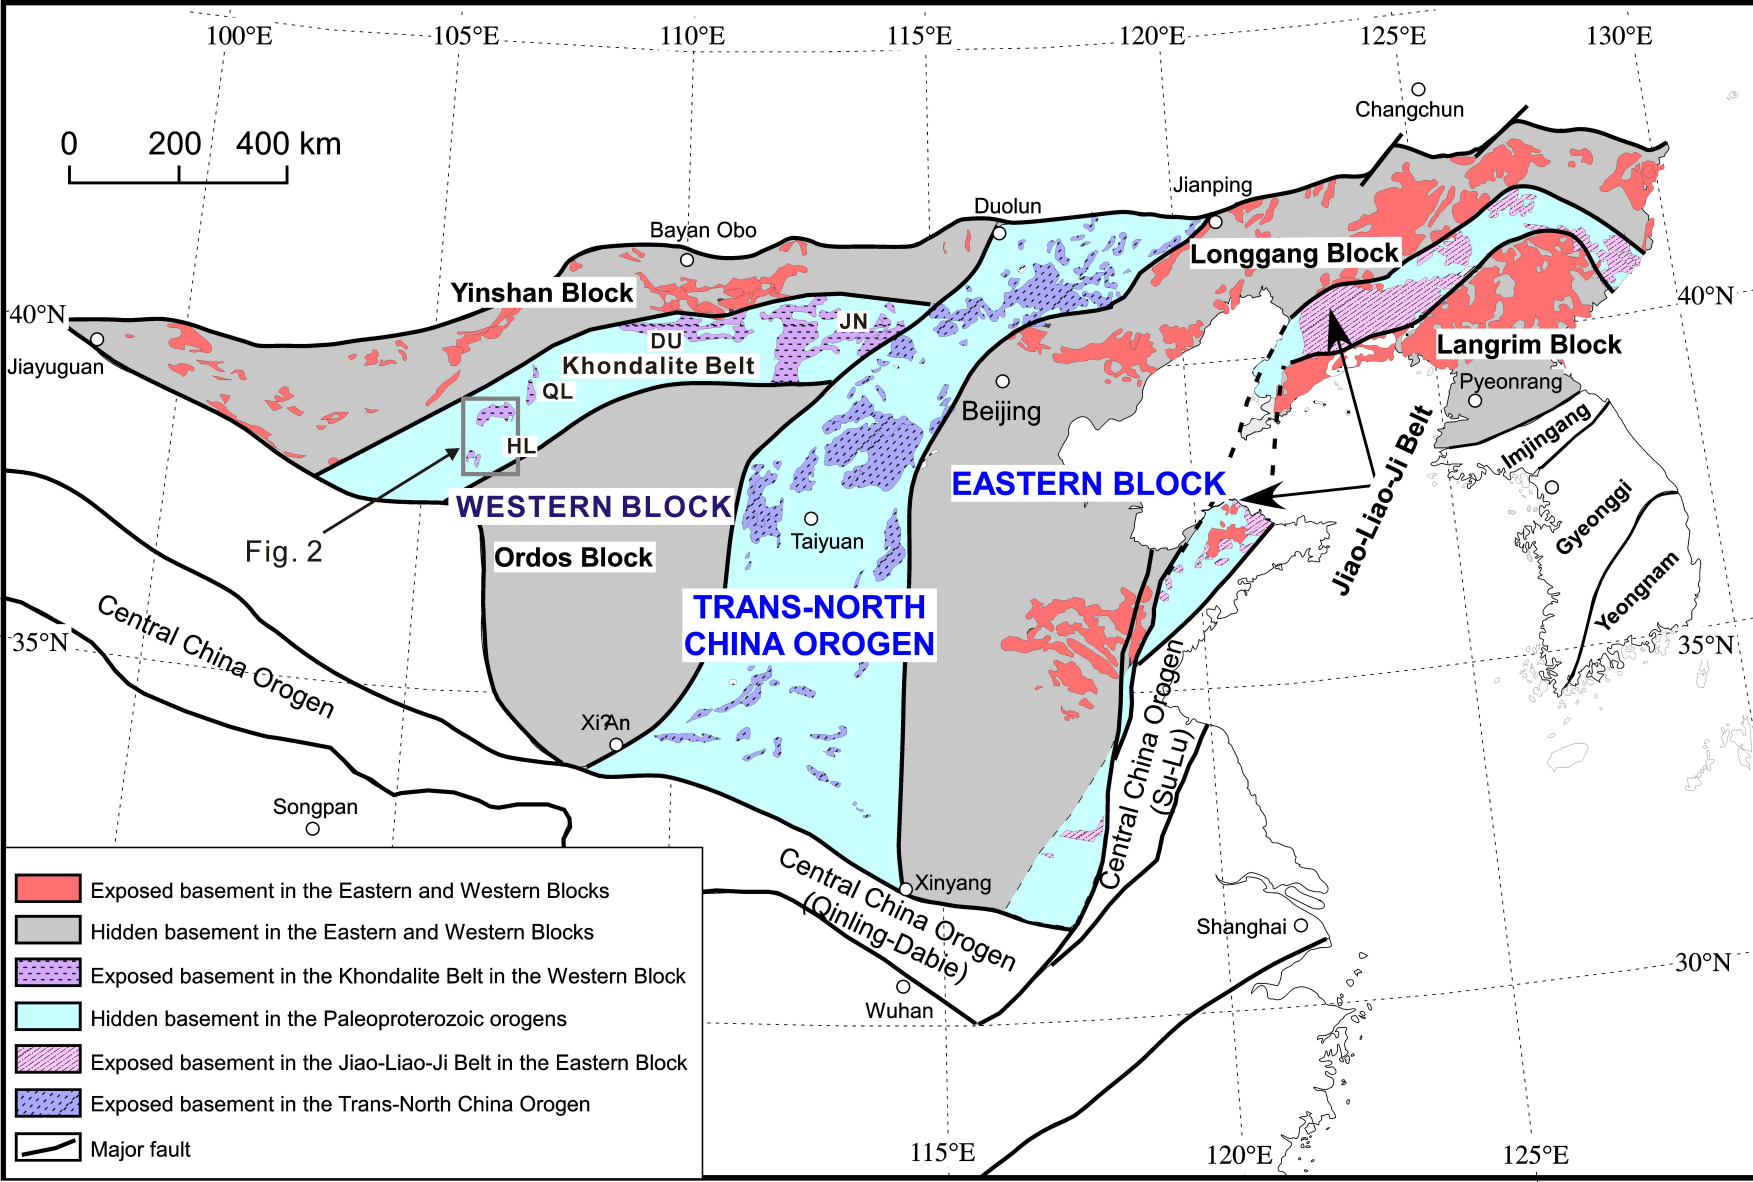 100°E
105°E
110°E
115°E
120°E
125°E
130°E
Changchun
0 200 400 km
Jianping
Duolun
Bayan Obo
Longgang Block
Yinshan Block
40°N
40°N
JN
DU
Langrim Block
Jiayuguan
Khondalite Belt
Pyeonrang
QL
Beijing
Imjingang
HL
EASTERN BLOCK
WESTERN BLOCK
Jiao-Liao-Ji Belt
Gyeonggi
Fig. 2
Taiyuan
Ordos Block
Yeongnam
TRANS-NORTH
CHINA OROGEN
Central China Orogen
35°N
35°N
Xi?An
Central China Orogen
(Su-Lu)
Songpan
Central China Orogen
(Qinling-Dabie)
Xinyang
Shanghai
30°N
Wuhan
Exposed basement in the Eastern and Western Blocks
Hidden basement in the Eastern and Western Blocks
Exposed basement in the Khondalite Belt in the Western Block
Hidden basement in the Paleoproterozoic orogens
Exposed basement in the Jiao-Liao-Ji Belt in the Eastern Block
Exposed basement in the Trans-North China Orogen
Major fault
115°E
120°E
125°E